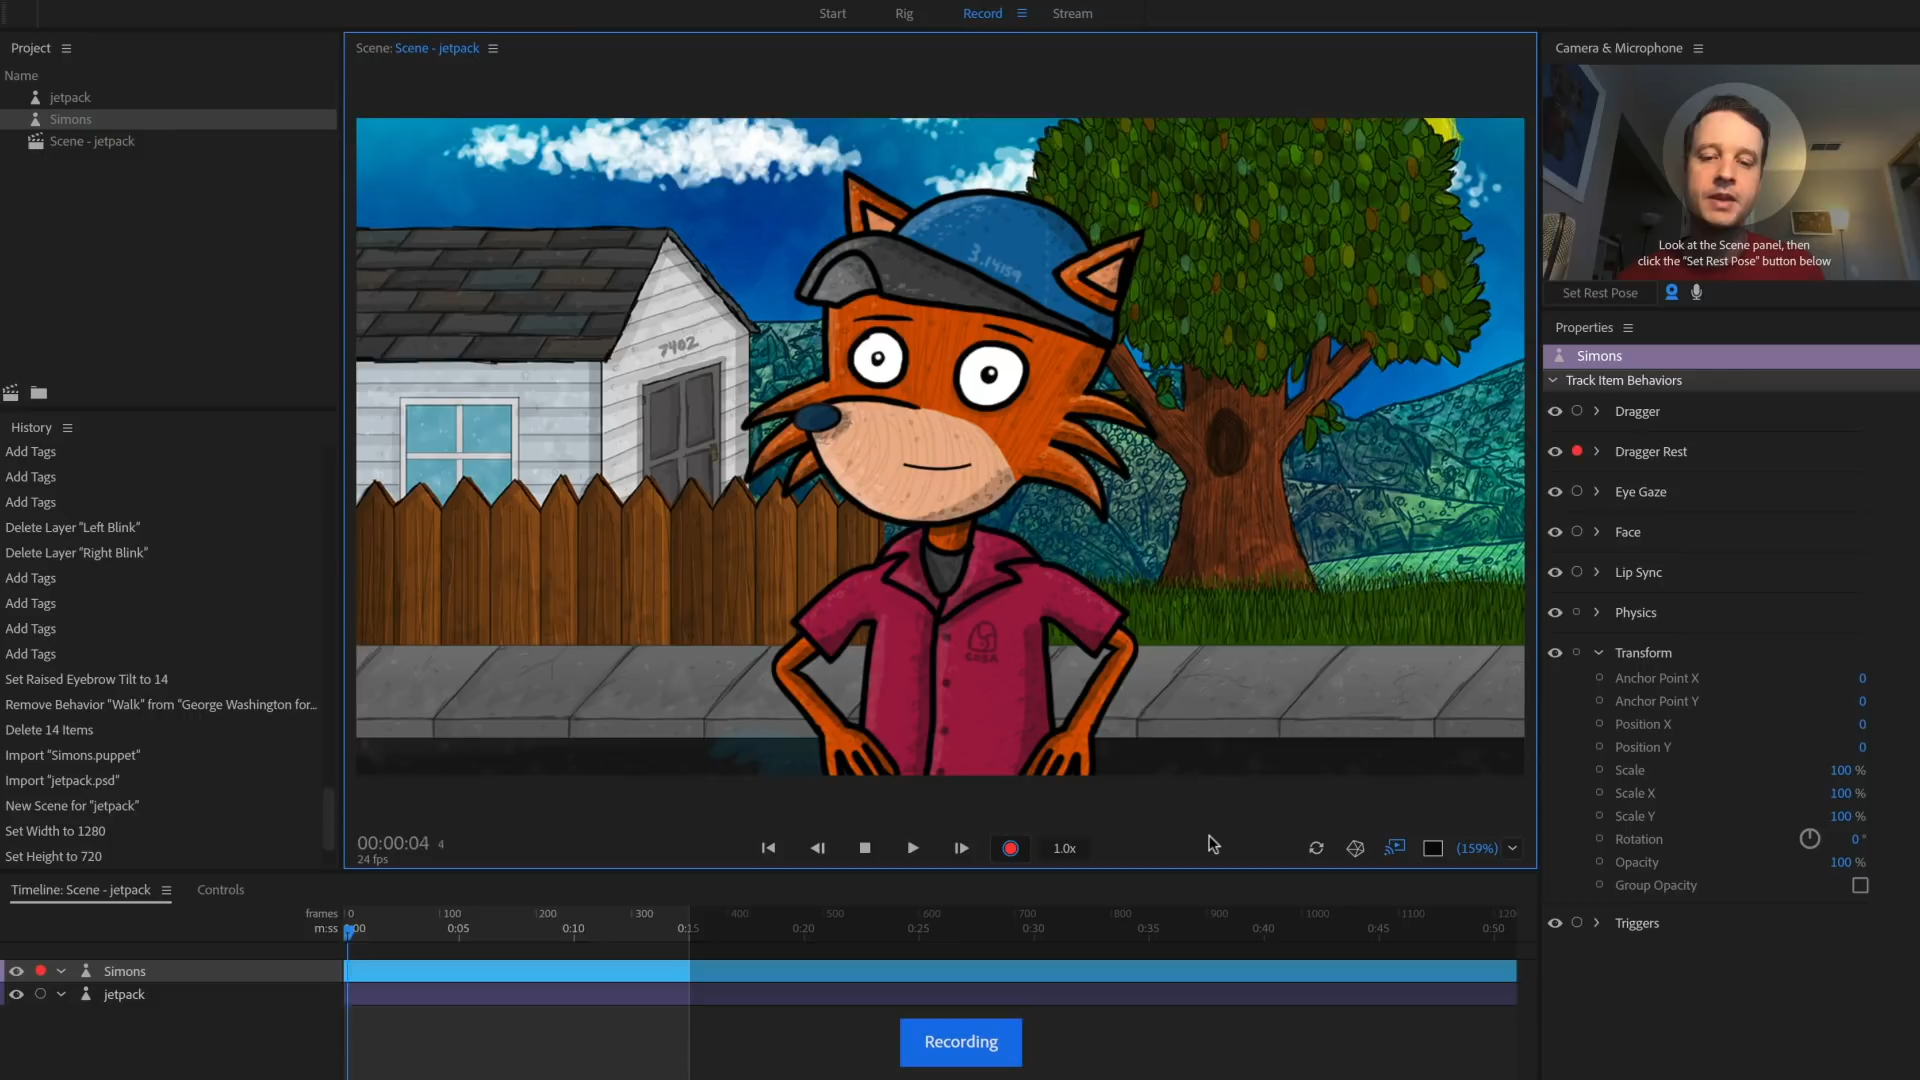 Start Rig Record Stream
Project
Name
jetpack
Simons
Scene - jetpack
History
Add Tags
Add Tags
Add Tags
Delete Layer "Left Blink"
Delete Layer "Right Blink"
Add Tags
Add Tags
Add Tags
Add Tags
Set Raised Eyebrow Tilt to 14
Remove Behavior "Walk" from "George Washington for...
Delete 14 Items
Import "Simons.puppet"
Import "jetpack.psd"
New Scene for "jetpack"
Set Width to 1280
Set Height to 720
Scene: Scene - jetpack
3.14159
7402
00:00:04 4
24 fps
1.0x
(159%)
Camera & Microphone
Look at the Scene panel, then
click the "Set Rest Pose" button below
Set Rest Pose
Properties
Simons
Track Item Behaviors
Dragger
Dragger Rest
Eye Gaze
Face
Lip Sync
Physics
Transform
Anchor Point X 0
Anchor Point Y 0
Position X 0
Position Y 0
Scale 100 %
Scale X 100 %
Scale Y 100 %
Rotation 0 °
Opacity 100 %
Group Opacity
Triggers
Timeline: Scene - jetpack Controls
frames 0 100 200 300 400 500 600 700 800 900 1000 1100 120
m:ss 0:00 0:05 0:10 0:15 0:20 0:25 0:30 0:35 0:40 0:45 0:50
Simons
jetpack
Recording